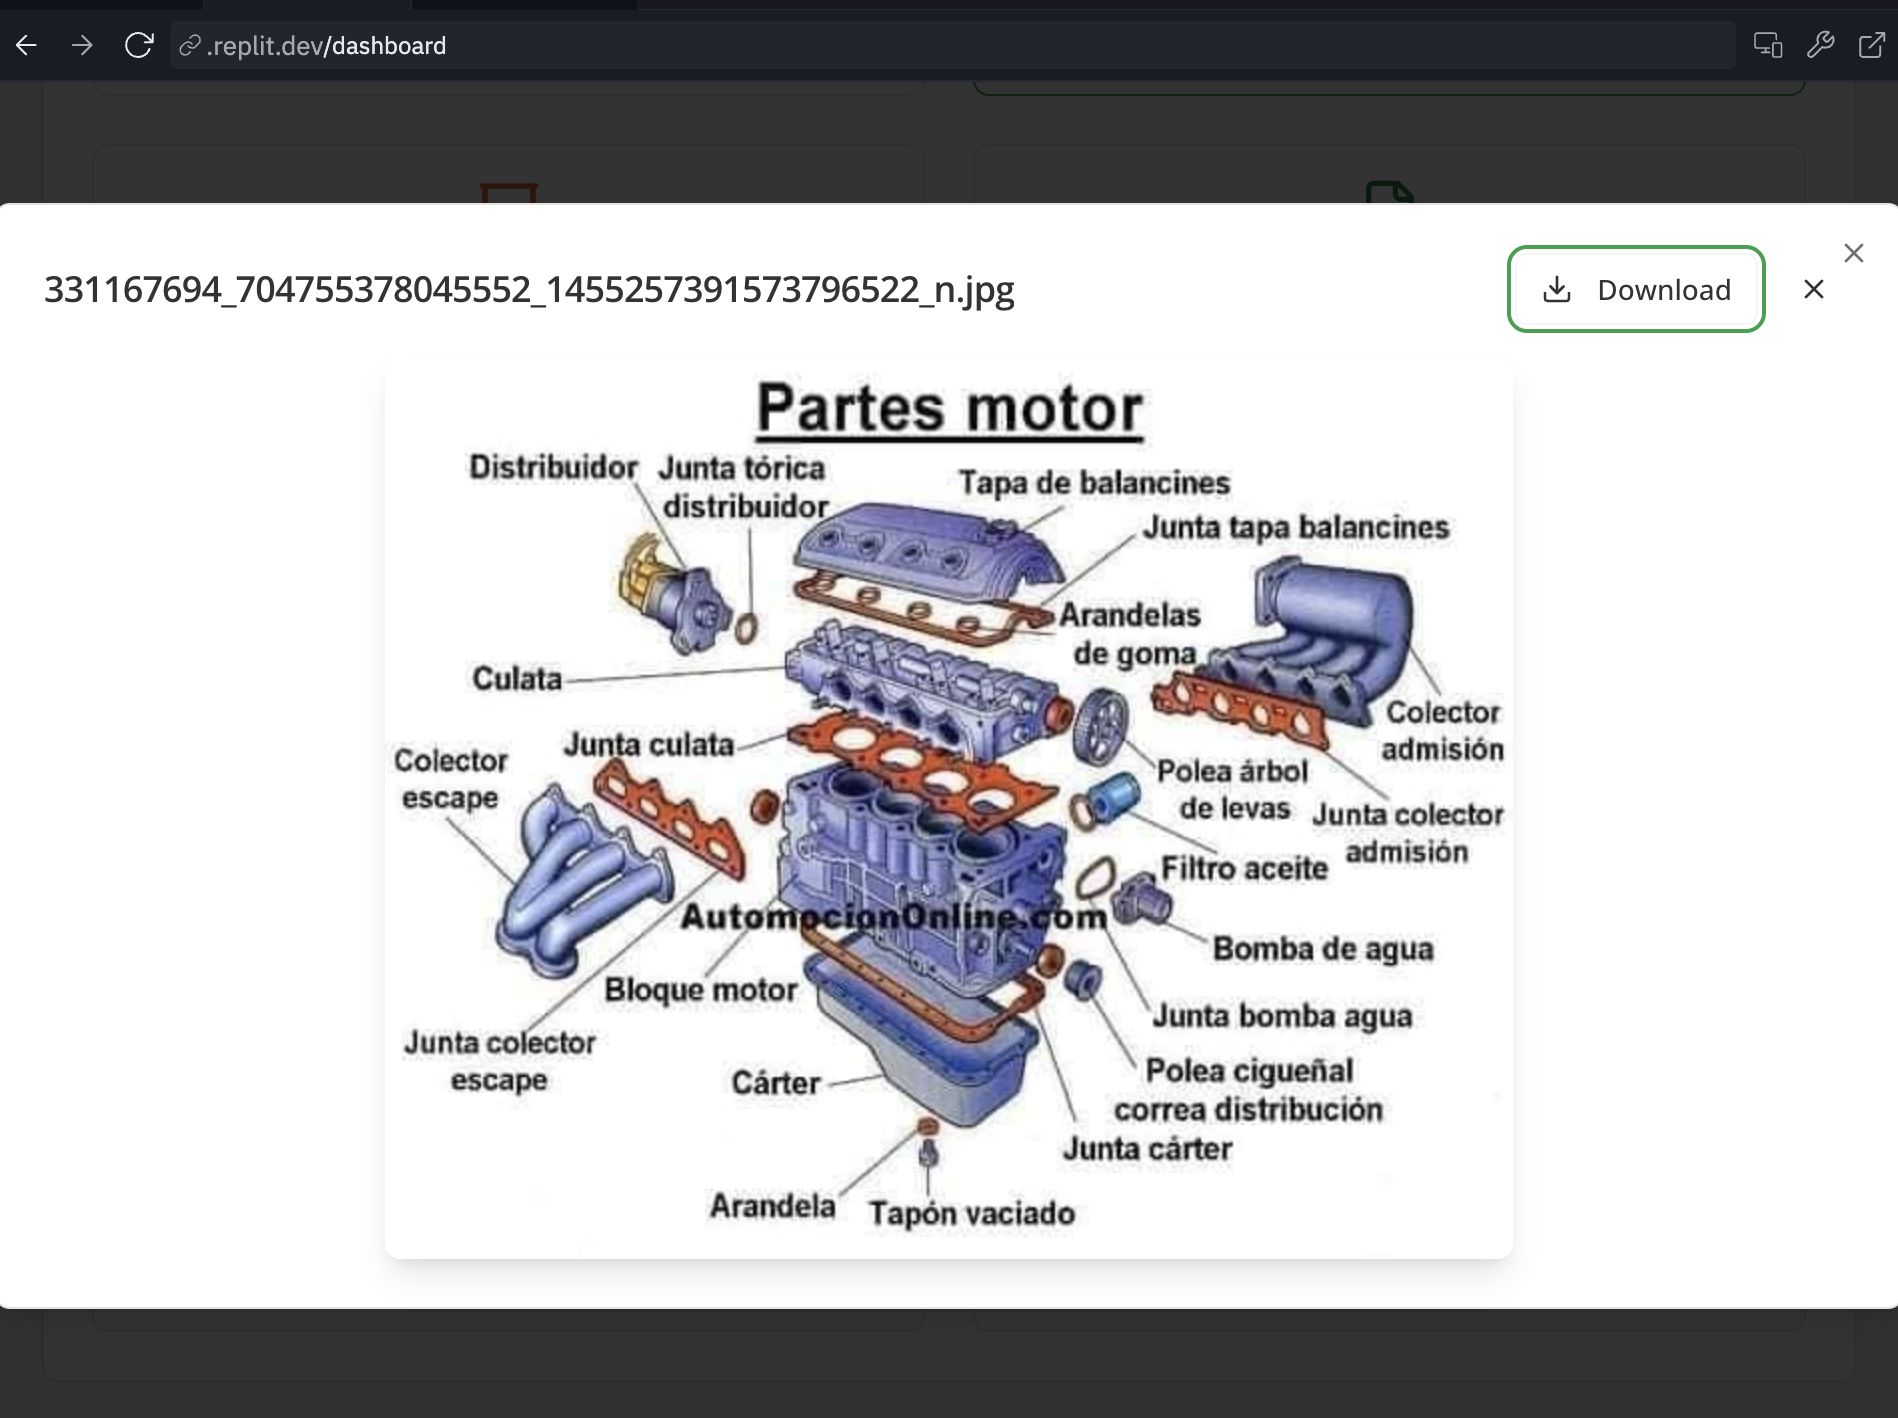 .replit.dev/dashboard
331167694_704755378045552_1455257391573796522_n.jpg
Download
Partes motor
Distribuidor
Junta tórica
distribuidor
Tapa de balancines
Junta tapa balancines
Arandelas
de goma
Culata
Colector
admisión
Junta culata
Colector
escape
Polea árbol
de levas
Junta colector
admisión
Filtro aceite
AutomocionOnline.com
Bomba de agua
Bloque motor
Junta bomba agua
Junta colector
escape
Cárter
Polea cigueñal
correa distribución
Junta cárter
Arandela
Tapón vaciado